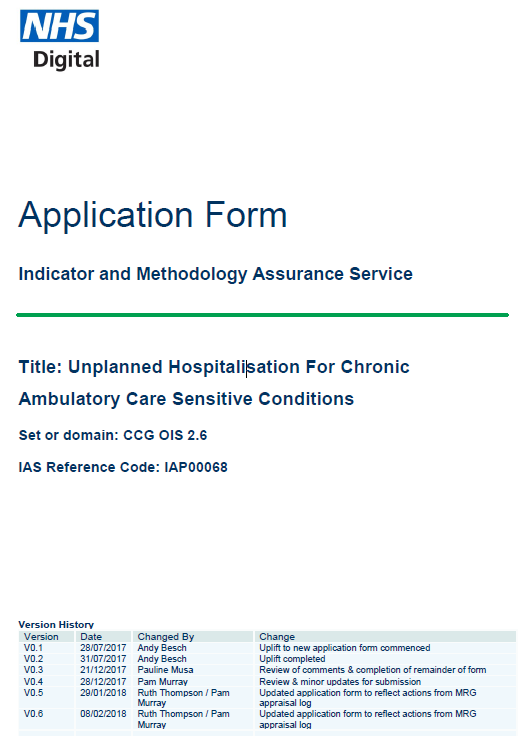 NHS
Digital
Application Form
Indicator and Methodology Assurance Service
Title: Unplanned Hospitalisation For Chronic
Ambulatory Care Sensitive Conditions
Set or domain: CCG OIS 2.6
IAS Reference Code: IAP00068
Version History
Version Date Changed By Change
V0.1 28/07/2017 Andy Besch Uplift to new application form commenced
V0.2 31/07/2017 Andy Besch Uplift completed
V0.3 21/12/2017 Pauline Musa Review of comments & completion of remainder of form
V0.4 28/12/2017 Pam Murray Review & minor updates for submission
V0.5 29/01/2018 Ruth Thompson / Pam Updated application form to reflect actions from MRG
Murray appraisal log
V0.6 08/02/2018 Ruth Thompson / Pam Updated application form to reflect actions from MRG
Murray appraisal log